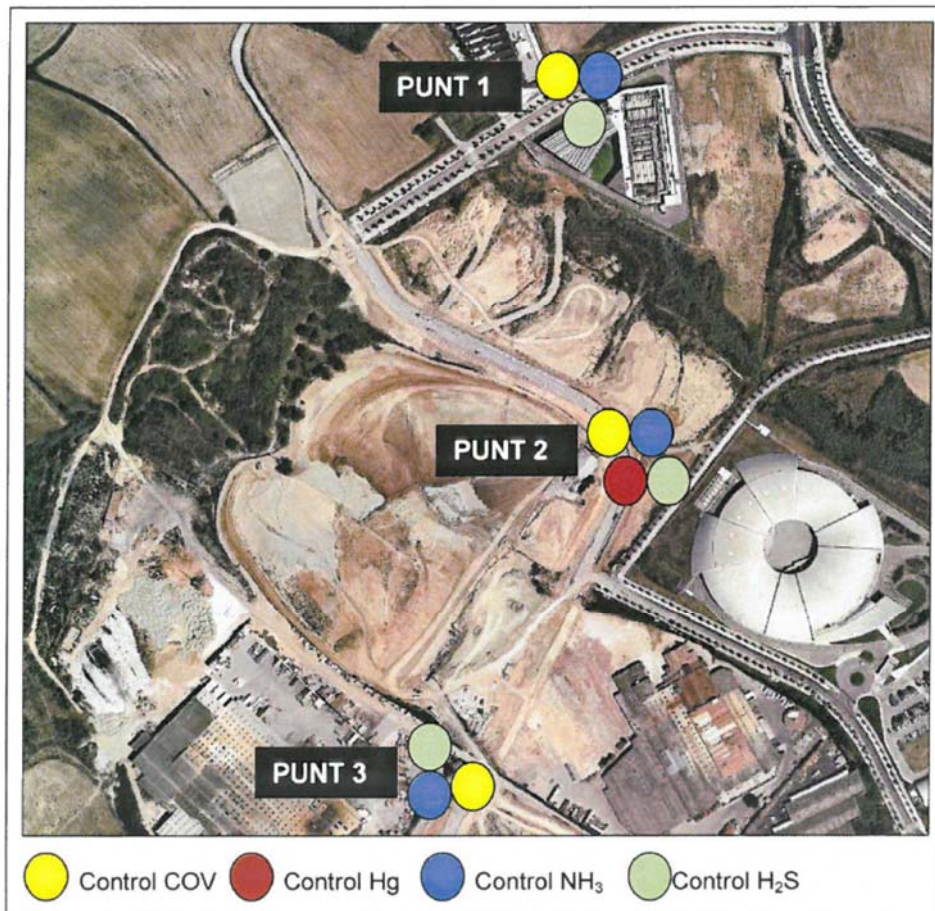 PUNT 1
PUNT 2
PUNT 3
Control COV Control Hg Control NH₃ Control H₂S